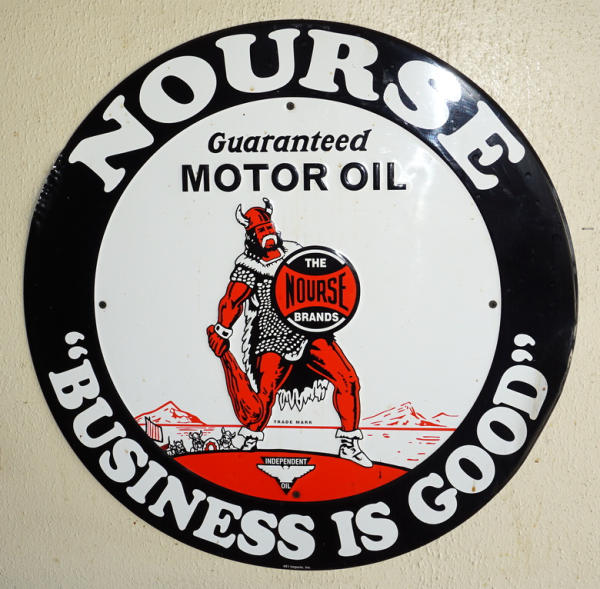 NOURSE
Guaranteed
MOTOR OIL
THE
NOURSE
BRANDS
TRADE MARK
INDEPENDENT
OIL
"BUSINESS IS GOOD"